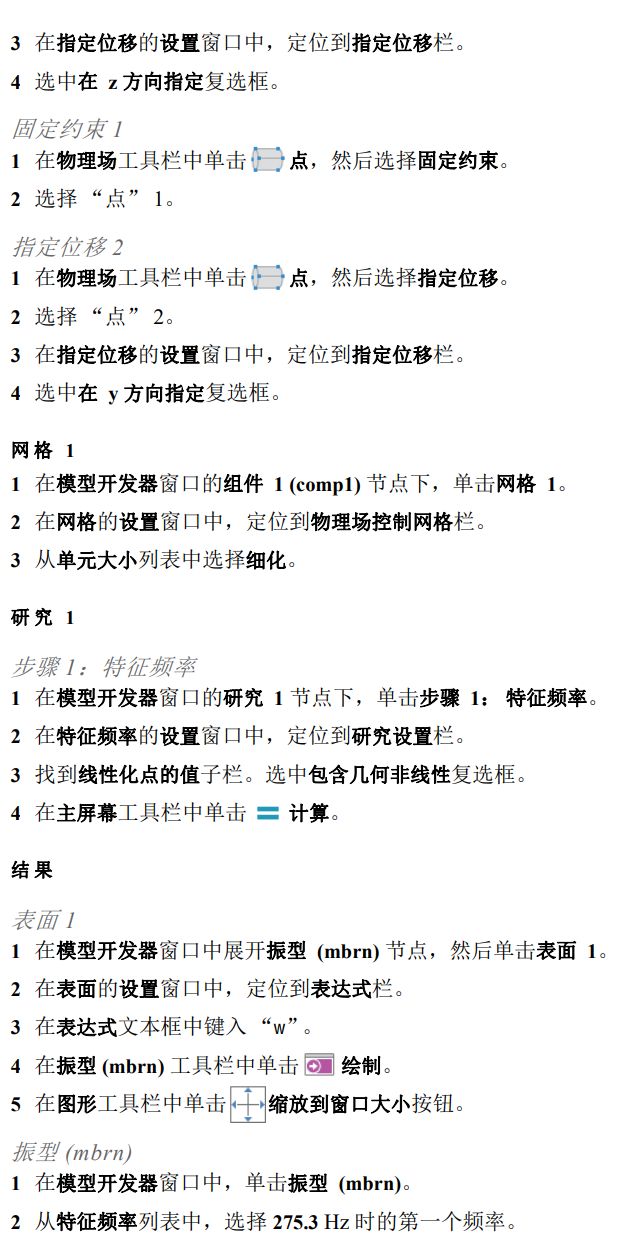 3 在指定位移的设置窗口中，定位到指定位移栏。
4 选中在 z 方向指定复选框。
固定约束 1
1 在物理场工具栏中单击 点，然后选择固定约束。
2 选择 “点” 1。
指定位移 2
1 在物理场工具栏中单击 点，然后选择指定位移。
2 选择 “点” 2。
3 在指定位移的设置窗口中，定位到指定位移栏。
4 选中在 y 方向指定复选框。
网格 1
1 在模型开发器窗口的组件 1 (comp1) 节点下，单击网格 1。
2 在网格的设置窗口中，定位到物理场控制网格栏。
3 从单元大小列表中选择细化。
研究 1
步骤 1：特征频率
1 在模型开发器窗口的研究 1 节点下，单击步骤 1： 特征频率。
2 在特征频率的设置窗口中，定位到研究设置栏。
3 找到线性化点的值子栏。选中包含几何非线性复选框。
4 在主屏幕工具栏中单击 计算。
结果
表面 1
1 在模型开发器窗口中展开振型 (mbrn) 节点，然后单击表面 1。
2 在表面的设置窗口中，定位到表达式栏。
3 在表达式文本框中键入 “w”。
4 在振型 (mbrn) 工具栏中单击 绘制。
5 在图形工具栏中单击 缩放到窗口大小按钮。
振型 (mbrn)
1 在模型开发器窗口中，单击振型 (mbrn)。
2 从特征频率列表中，选择 275.3 Hz 时的第一个频率。